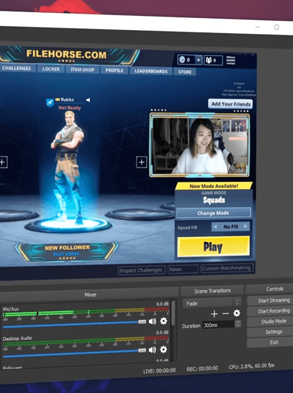 FILEHORSE.COM
0
0
CHALLENGES LOCKER ITEM SHOP PROFILE LEADERBOARDS STORE
Rukkz
Not Ready
Add Your Friends
New Mode Available!
GAME MODE
Squads
Change Mode
Squad Fill No Fill
Play
NEW FOLLOWER
Inspect Challenges News Custom Matchmaking
Mixer Scene Transitions Controls
Mic/Aux 0.0 dB
Fade
Start Streaming
Start Recording
Duration 300ms
Studio Mode
Desktop Audio 0.0 dB
Settings
Exit
LIVE: 00:00:00 REC: 00:00:00 CPU: 2.8%, 60.00 fps